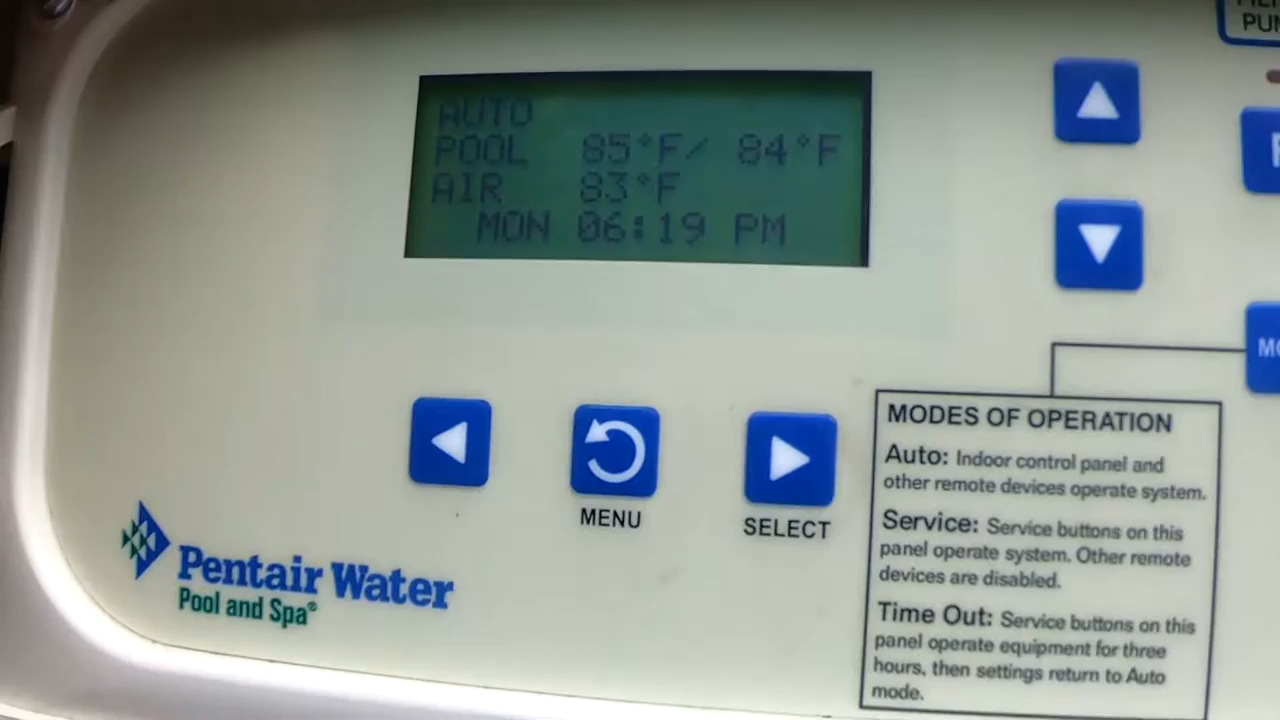 AUTO
POOL 85°F/ 84°F
AIR 83°F
MON 06:19 PM
MENU
SELECT
Pentair Water
Pool and Spa®
MODES OF OPERATION
Auto: Indoor control panel and
other remote devices operate system.
Service: Service buttons on this
panel operate system. Other remote
devices are disabled.
Time Out: Service buttons on this
panel operate equipment for three
hours, then settings return to Auto
mode.